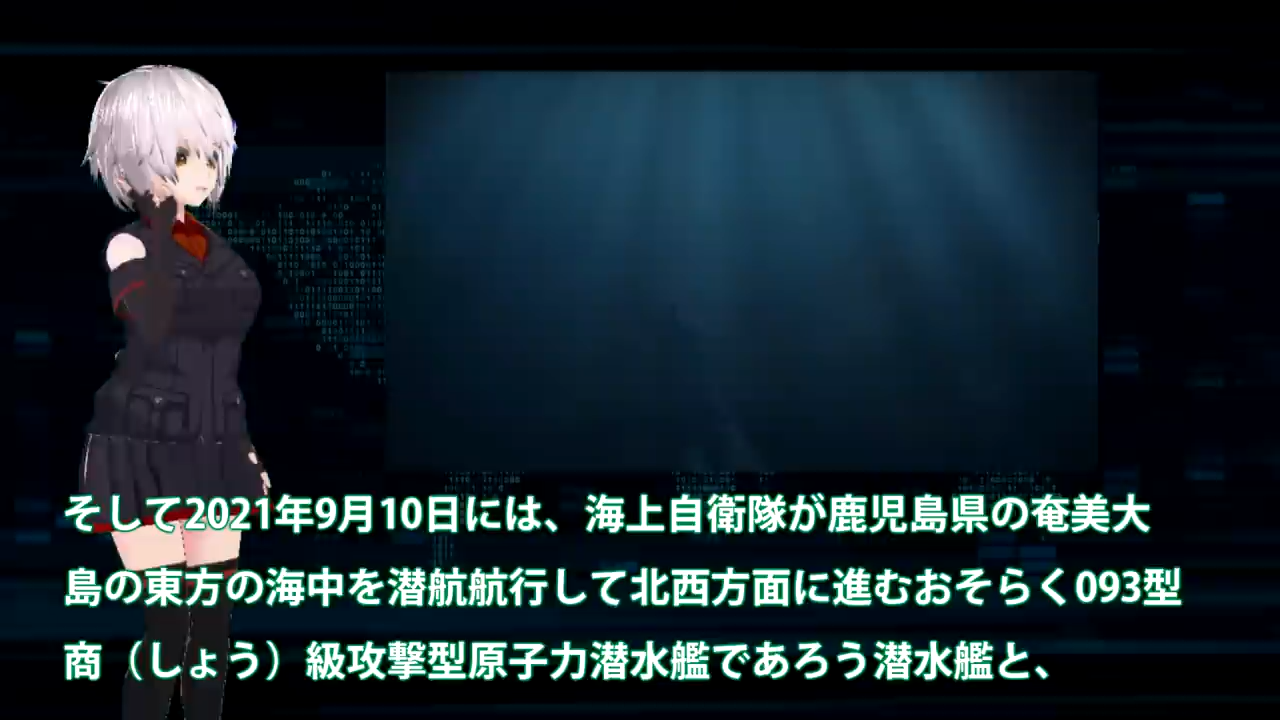 そして2021年9月10日には、海上自衛隊が鹿児島県の奄美大
島の東方の海中を潜航航行して北西方面に進むおそらく093型
商（しょう）級攻撃型原子力潜水艦であろう潜水艦と、